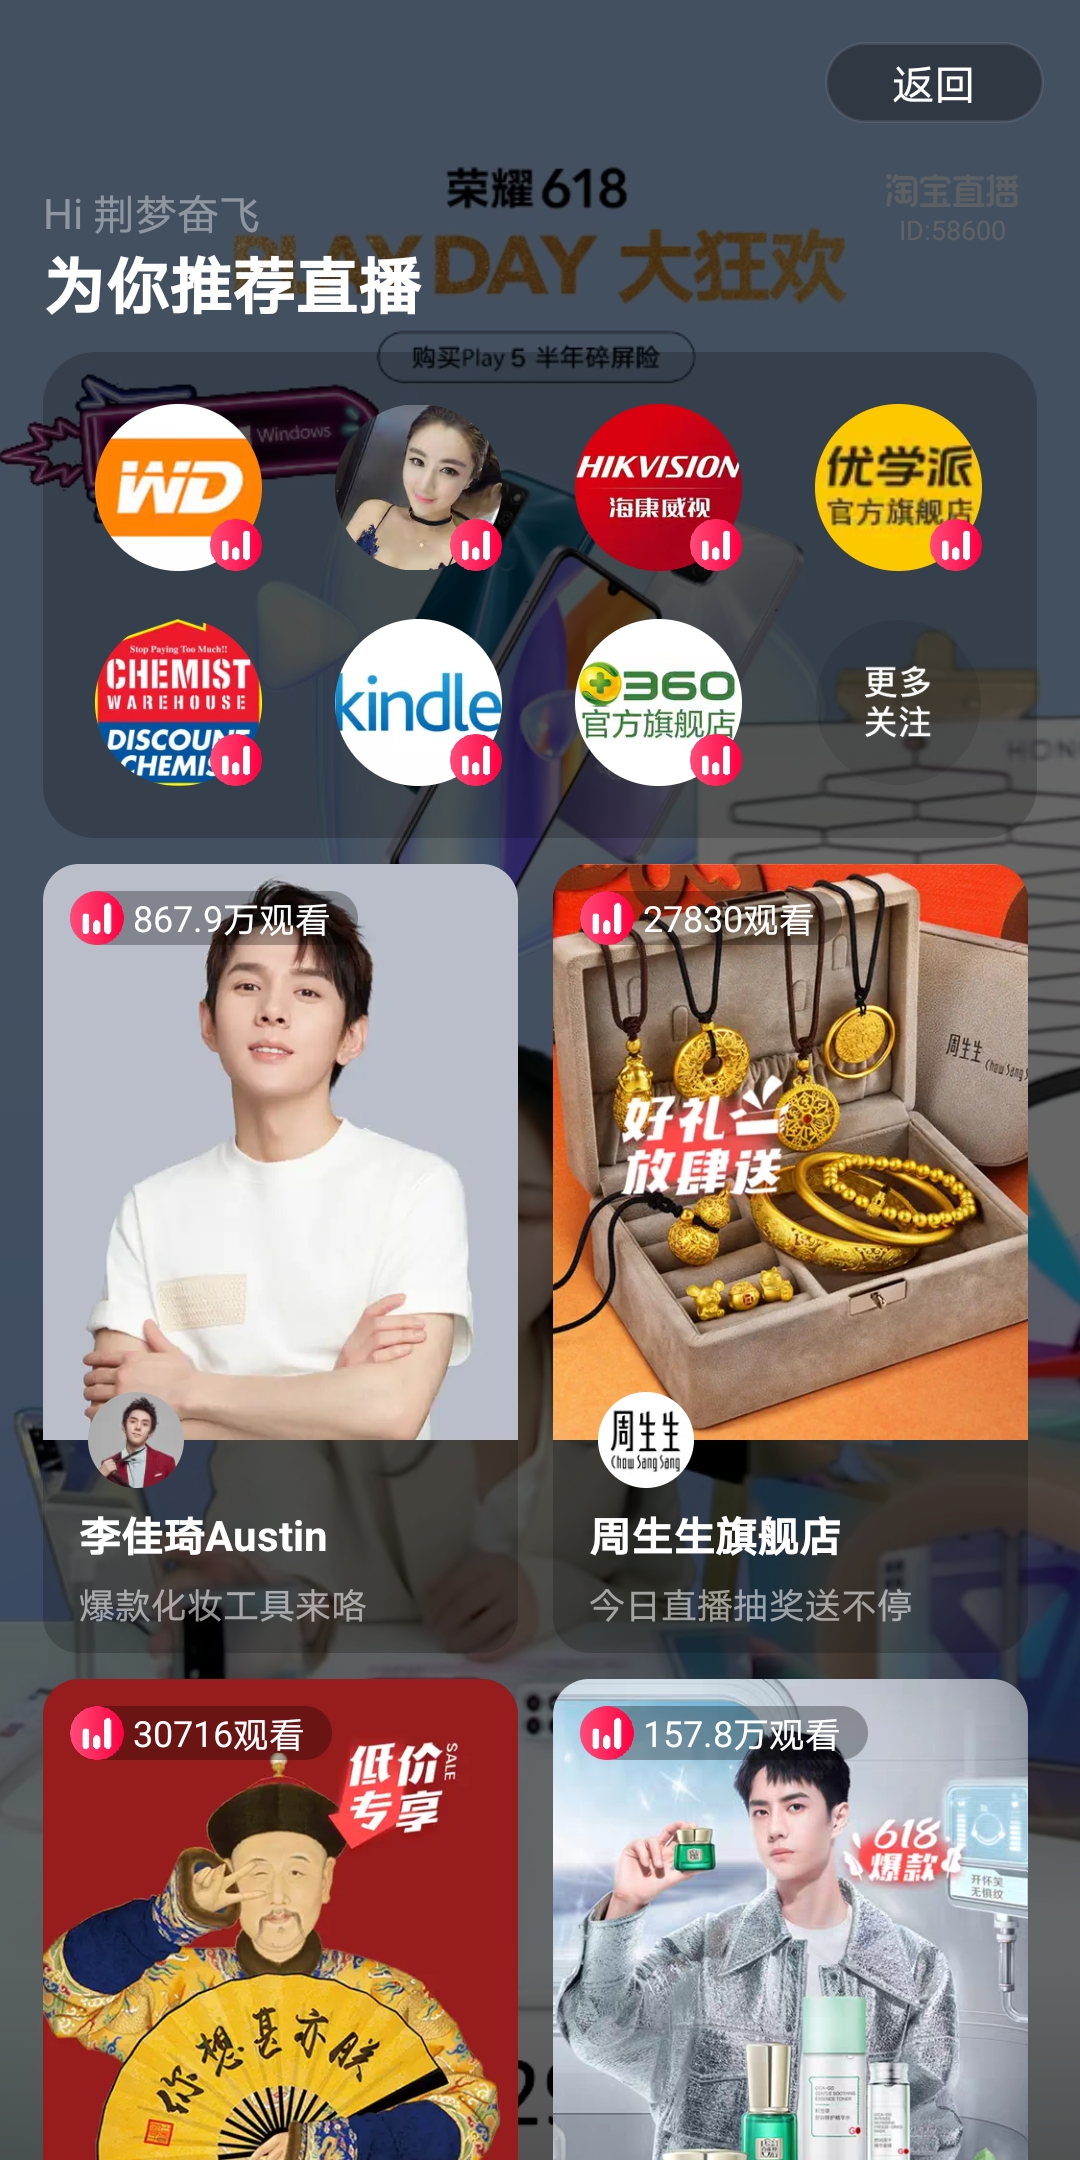 返回
荣耀618
淘宝直播
ID:58600
Hi 荆梦奋飞
PLAY DAY 大狂欢
为你推荐直播
购买Play 5 半年碎屏险
Windows
WD
HIKVISION
海康威视
优学派
官方旗舰店
Stop Paying Too Much!!
CHEMIST
WAREHOUSE
DISCOUNT
CHEMIS
kindle
360
官方旗舰店
更多
关注
HON
867.9万观看
27830观看
周生生 Chow Sang S
好礼
放肆送
周生生
Chow Sang Sang
李佳琦Austin
爆款化妆工具来咯
周生生旗舰店
今日直播抽奖送不停
30716观看
低价
专享
SALE
157.8万观看
618
爆款
开怀笑
无惧纹
你想甚亦朕